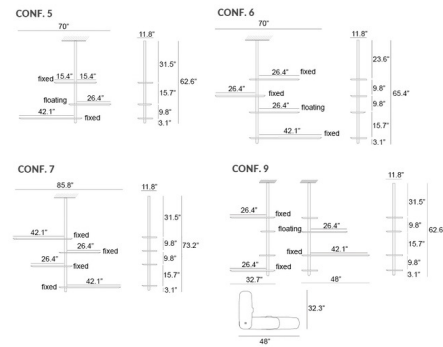 CONF. 5
70"
11.8"
31.5"
fixed 15.4" 15.4"
62.6"
floating
26.4"
15.7"
42.1"
fixed
9.8"
3.1"
CONF. 6
70"
11.8"
23.6"
26.4"
fixed
26.4"
fixed
9.8"
65.4"
26.4"
floating
9.8"
42.1"
fixed
15.7"
3.1"
CONF. 7
85.8"
11.8"
31.5"
42.1"
fixed
9.8"
73.2"
26.4"
fixed
26.4"
fixed
9.8"
15.7"
fixed
42.1"
3.1"
CONF. 9
11.8"
31.5"
26.4"
fixed
floating
26.4"
15.7"
62.6
fixed
42.1"
9.8"
26.4"
fixed
3.1"
32.7"
48"
32.3"
48"